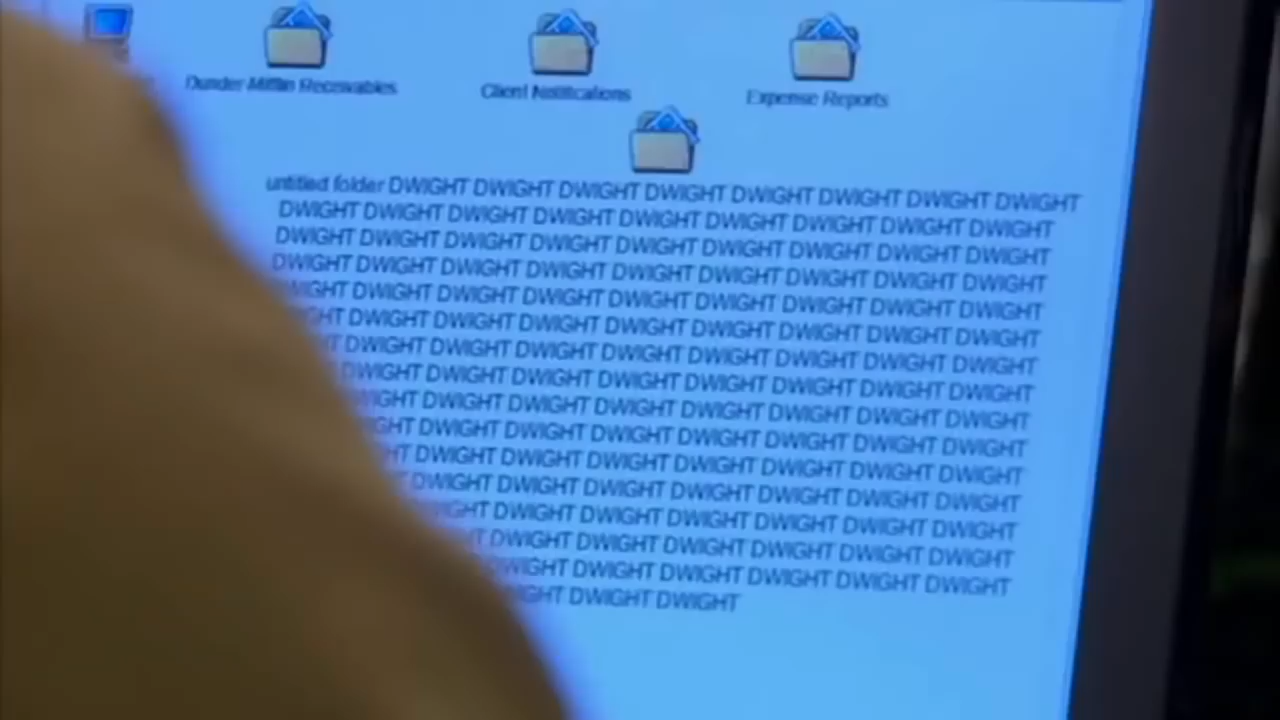 Dunder Mifflin Receivables Client Notifications Expense Reports
untitled folder DWIGHT DWIGHT DWIGHT DWIGHT DWIGHT DWIGHT DWIGHT DWIGHT
DWIGHT DWIGHT DWIGHT DWIGHT DWIGHT DWIGHT DWIGHT DWIGHT DWIGHT
DWIGHT DWIGHT DWIGHT DWIGHT DWIGHT DWIGHT DWIGHT DWIGHT DWIGHT
DWIGHT DWIGHT DWIGHT DWIGHT DWIGHT DWIGHT DWIGHT DWIGHT DWIGHT
DWIGHT DWIGHT DWIGHT DWIGHT DWIGHT DWIGHT DWIGHT DWIGHT
DWIGHT DWIGHT DWIGHT DWIGHT DWIGHT DWIGHT DWIGHT DWIGHT
DWIGHT DWIGHT DWIGHT DWIGHT DWIGHT DWIGHT DWIGHT DWIGHT
DWIGHT DWIGHT DWIGHT DWIGHT DWIGHT DWIGHT DWIGHT DWIGHT
DWIGHT DWIGHT DWIGHT DWIGHT DWIGHT DWIGHT DWIGHT
DWIGHT DWIGHT DWIGHT DWIGHT DWIGHT DWIGHT DWIGHT
DWIGHT DWIGHT DWIGHT DWIGHT DWIGHT DWIGHT DWIGHT
DWIGHT DWIGHT DWIGHT DWIGHT DWIGHT DWIGHT DWIGHT
DWIGHT DWIGHT DWIGHT DWIGHT DWIGHT DWIGHT
DWIGHT DWIGHT DWIGHT DWIGHT DWIGHT DWIGHT
DWIGHT DWIGHT DWIGHT DWIGHT DWIGHT
DWIGHT DWIGHT